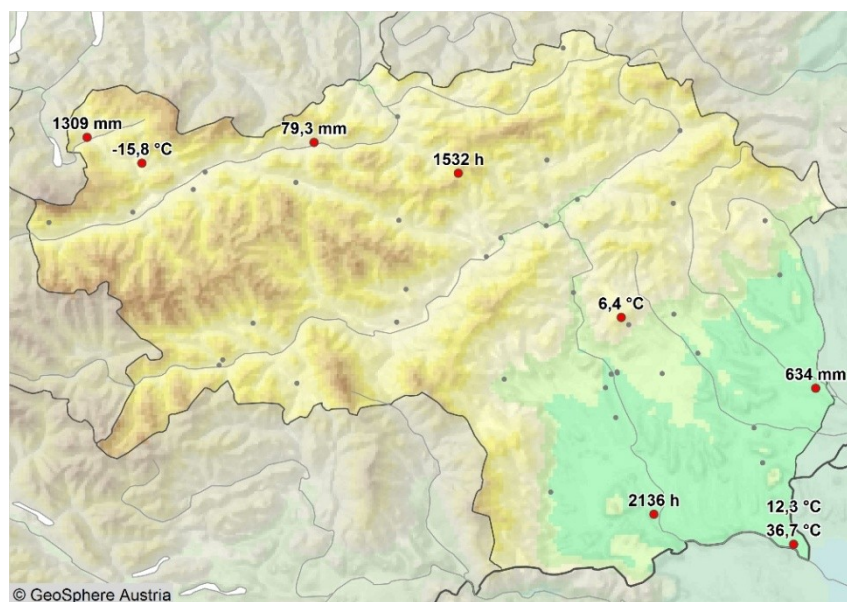 1309 mm
79,3 mm
-15,8 °C
1532 h
6,4 °C
634 mm
2136 h
12,3 °C
36,7 °C
© GeoSphere Austria